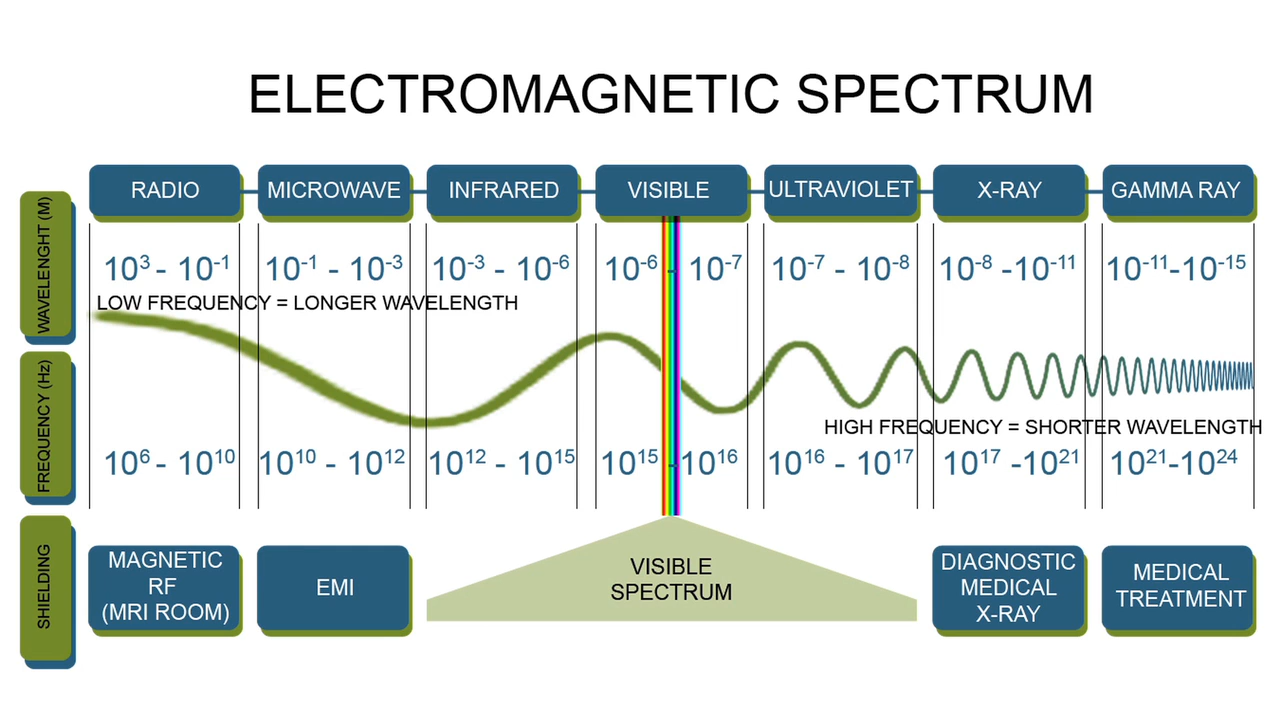 ELECTROMAGNETIC SPECTRUM
RADIO
MICROWAVE
INFRARED
VISIBLE
ULTRAVIOLET
X-RAY
GAMMA RAY
WAVELENGHT (M)
10³ - 10⁻¹
10⁻¹ - 10⁻³
10⁻³ - 10⁻⁶
10⁻⁶ - 10⁻⁷
10⁻⁷ - 10⁻⁸
10⁻⁸ -10⁻¹¹
10⁻¹¹-10⁻¹⁵
LOW FREQUENCY = LONGER WAVELENGTH
HIGH FREQUENCY = SHORTER WAVELENGTH
FREQUENCY (Hz)
10⁶ - 10¹⁰
10¹⁰ - 10¹²
10¹² - 10¹⁵
10¹⁵ - 10¹⁶
10¹⁶ - 10¹⁷
10¹⁷ -10²¹
10²¹-10²⁴
SHIELDING
MAGNETIC
RF
(MRI ROOM)
EMI
VISIBLE
SPECTRUM
DIAGNOSTIC
MEDICAL
X-RAY
MEDICAL
TREATMENT